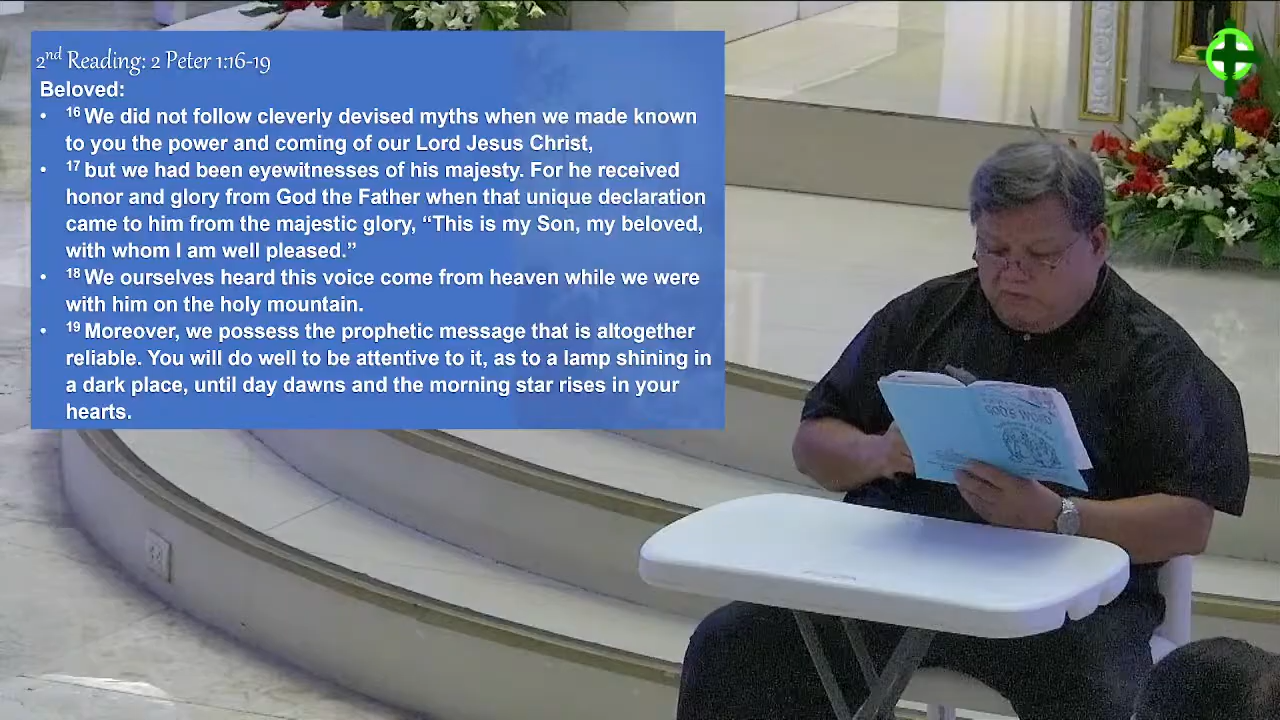 2nd Reading: 2 Peter 1:16-19
Beloved:
• 16 We did not follow cleverly devised myths when we made known
to you the power and coming of our Lord Jesus Christ,
• 17 but we had been eyewitnesses of his majesty. For he received
honor and glory from God the Father when that unique declaration
came to him from the majestic glory, “This is my Son, my beloved,
with whom I am well pleased.”
• 18 We ourselves heard this voice come from heaven while we were
with him on the holy mountain.
• 19 Moreover, we possess the prophetic message that is altogether
reliable. You will do well to be attentive to it, as to a lamp shining in
a dark place, until day dawns and the morning star rises in your
hearts.
GOD'S WORD